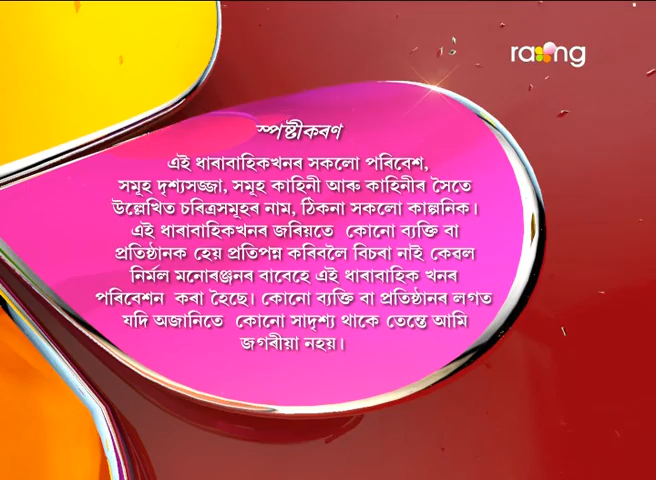 rang
স্পষ্টীকৰণ
এই ধাৰাবাহিকখনৰ সকলো পৰিবেশ,
সমূহ দৃশ্যসজ্জা, সমূহ কাহিনী আৰু কাহিনীৰ সৈতে
উল্লেখিত চৰিত্ৰসমূহৰ নাম, ঠিকনা সকলো কাল্পনিক।
এই ধাৰাবাহিকখনৰ জৰিয়তে কোনো ব্যক্তি বা
প্ৰতিষ্ঠানক হেয় প্ৰতিপন্ন কৰিবলৈ বিচৰা নাই কেৱল
নিৰ্মল মনোৰঞ্জনৰ বাবেহে এই ধাৰাবাহিক খনৰ
পৰিবেশন কৰা হৈছে। কোনো ব্যক্তি বা প্ৰতিষ্ঠানৰ লগত
যদি অজানিতে কোনো সাদৃশ্য থাকে তেন্তে আমি
জগৰীয়া নহয়।